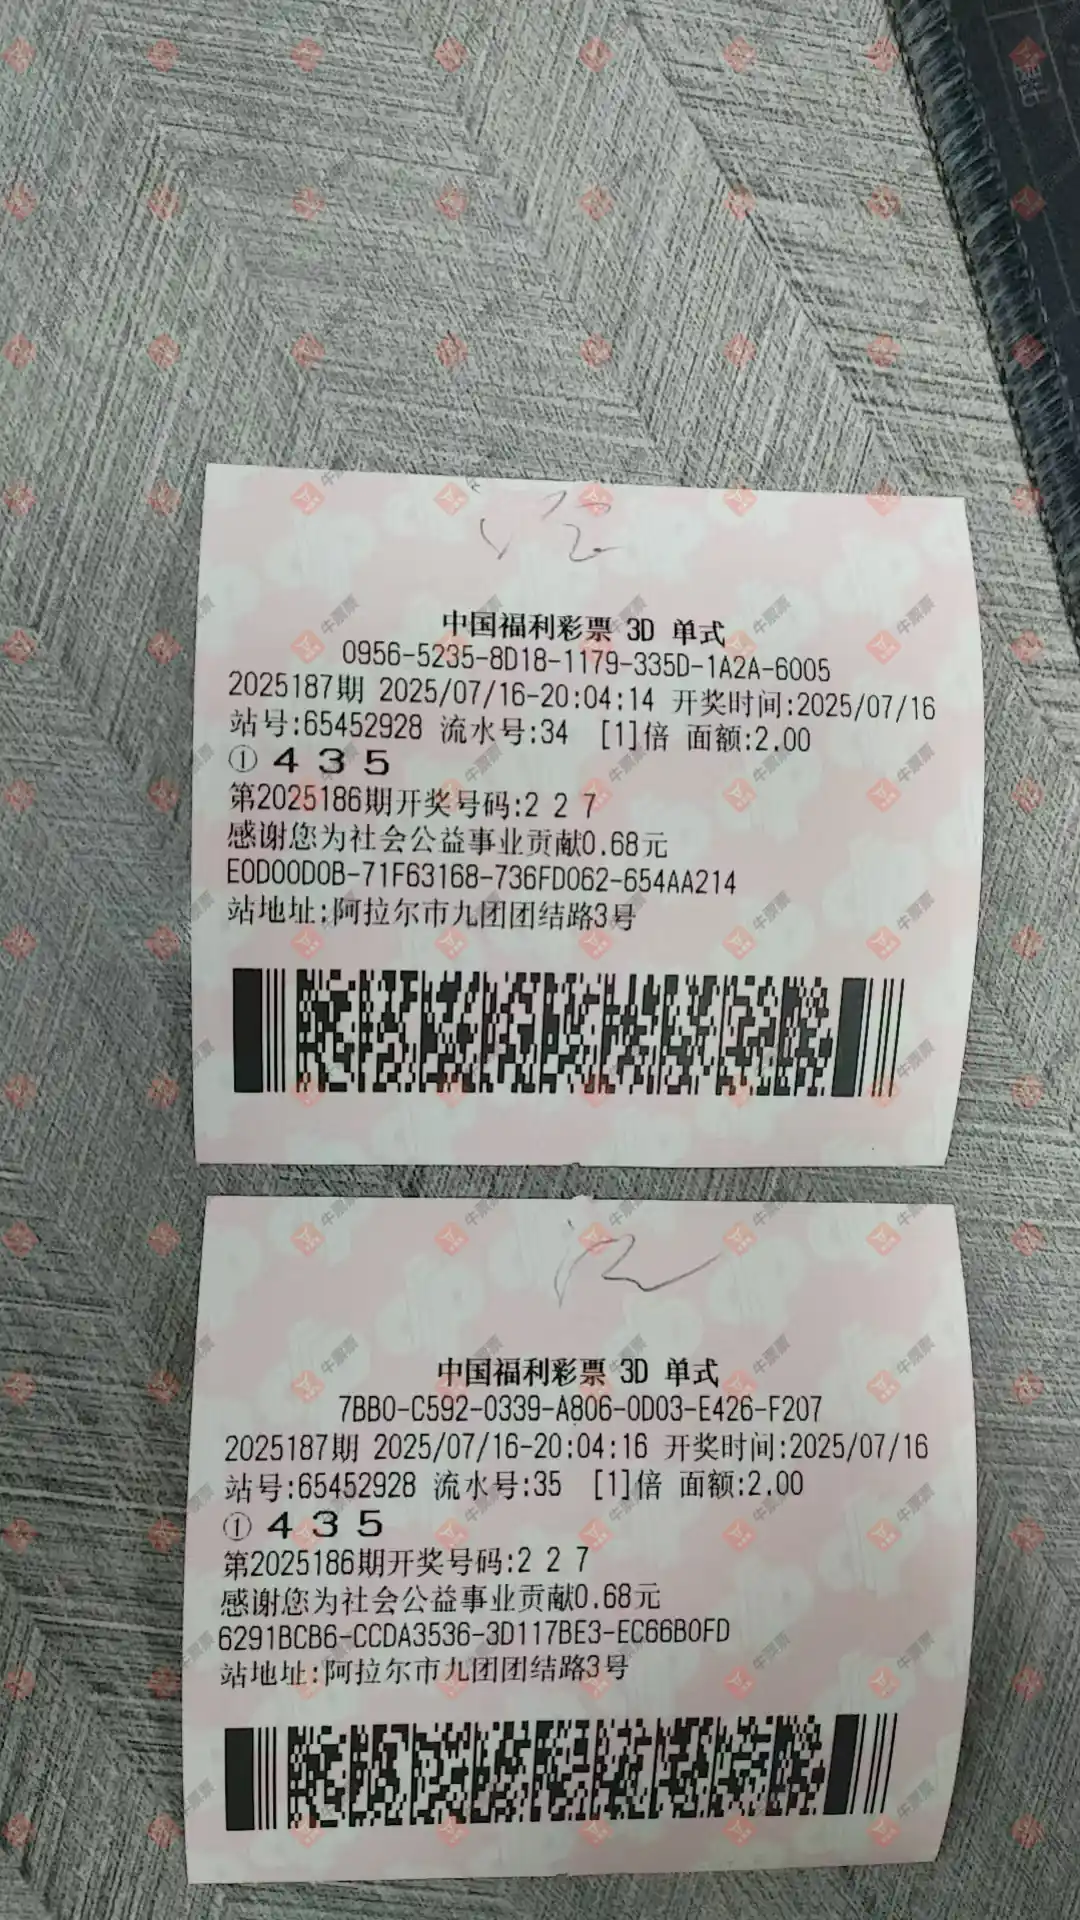 中国福利彩票 3D 单式
0956-5235-8D18-1179-335D-1A2A-6005
2025187期 2025/07/16-20:04:14 开奖时间:2025/07/16
站号:65452928 流水号:34 [1]倍 面额:2.00
① 4 3 5
第2025186期开奖号码:2 2 7
感谢您为社会公益事业贡献0.68元
E0D00D0B-71F63168-736FD062-654AA214
站地址:阿拉尔市九团团结路3号
中国福利彩票 3D 单式
7BB0-C592-0339-A806-0D03-E426-F207
2025187期 2025/07/16-20:04:16 开奖时间:2025/07/16
站号:65452928 流水号:35 [1]倍 面额:2.00
① 4 3 5
第2025186期开奖号码:2 2 7
感谢您为社会公益事业贡献0.68元
6291BCB6-CCDA3536-3D117BE3-EC66B0FD
站地址:阿拉尔市九团团结路3号
牛票票